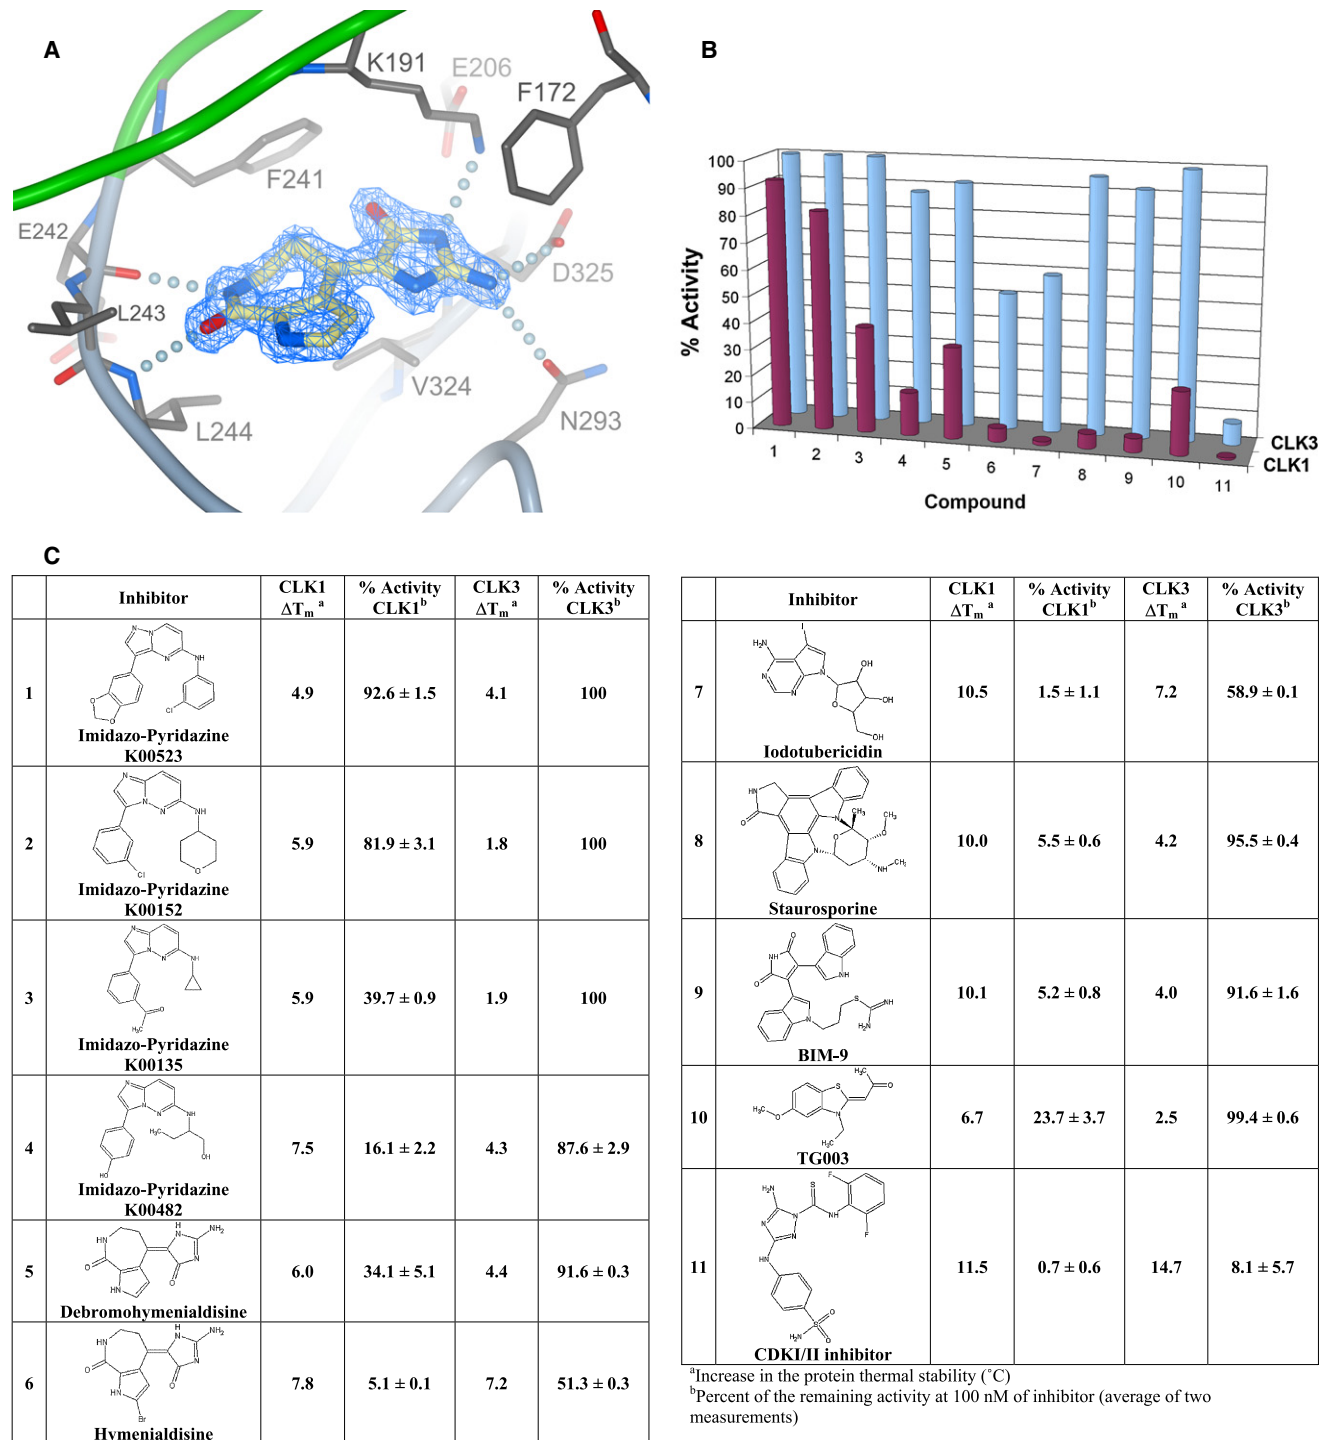 A
K191
E206
F172
F241
E242
L243
D325
V324
L244
N293
B
% Activity
100
90
80
70
60
50
40
30
20
10
0
1 2 3 4 5 6 7 8 9 10 11
CLK3
CLK1
Compound
C
Inhibitor
CLK1 ΔTm a
% Activity CLK1b
CLK3 ΔTm a
% Activity CLK3b
1
Imidazo-Pyridazine
K00523
4.9 92.6 ± 1.5 4.1 100
2
Imidazo-Pyridazine
K00152
5.9 81.9 ± 3.1 1.8 100
3
Imidazo-Pyridazine
K00135
5.9 39.7 ± 0.9 1.9 100
4
Imidazo-Pyridazine
K00482
7.5 16.1 ± 2.2 4.3 87.6 ± 2.9
5
Debromohymenialdisine
6.0 34.1 ± 5.1 4.4 91.6 ± 0.3
6
Hymenialdisine
7.8 5.1 ± 0.1 7.2 51.3 ± 0.3
Inhibitor
CLK1 ΔTm a
% Activity CLK1b
CLK3 ΔTm a
% Activity CLK3b
7
Iodotubericidin
10.5 1.5 ± 1.1 7.2 58.9 ± 0.1
8
Staurosporine
10.0 5.5 ± 0.6 4.2 95.5 ± 0.4
9
BIM-9
10.1 5.2 ± 0.8 4.0 91.6 ± 1.6
10
TG003
6.7 23.7 ± 3.7 2.5 99.4 ± 0.6
11
CDKI/II inhibitor
11.5 0.7 ± 0.6 14.7 8.1 ± 5.7
aIncrease in the protein thermal stability (˚C)
bPercent of the remaining activity at 100 nM of inhibitor (average of two
measurements)